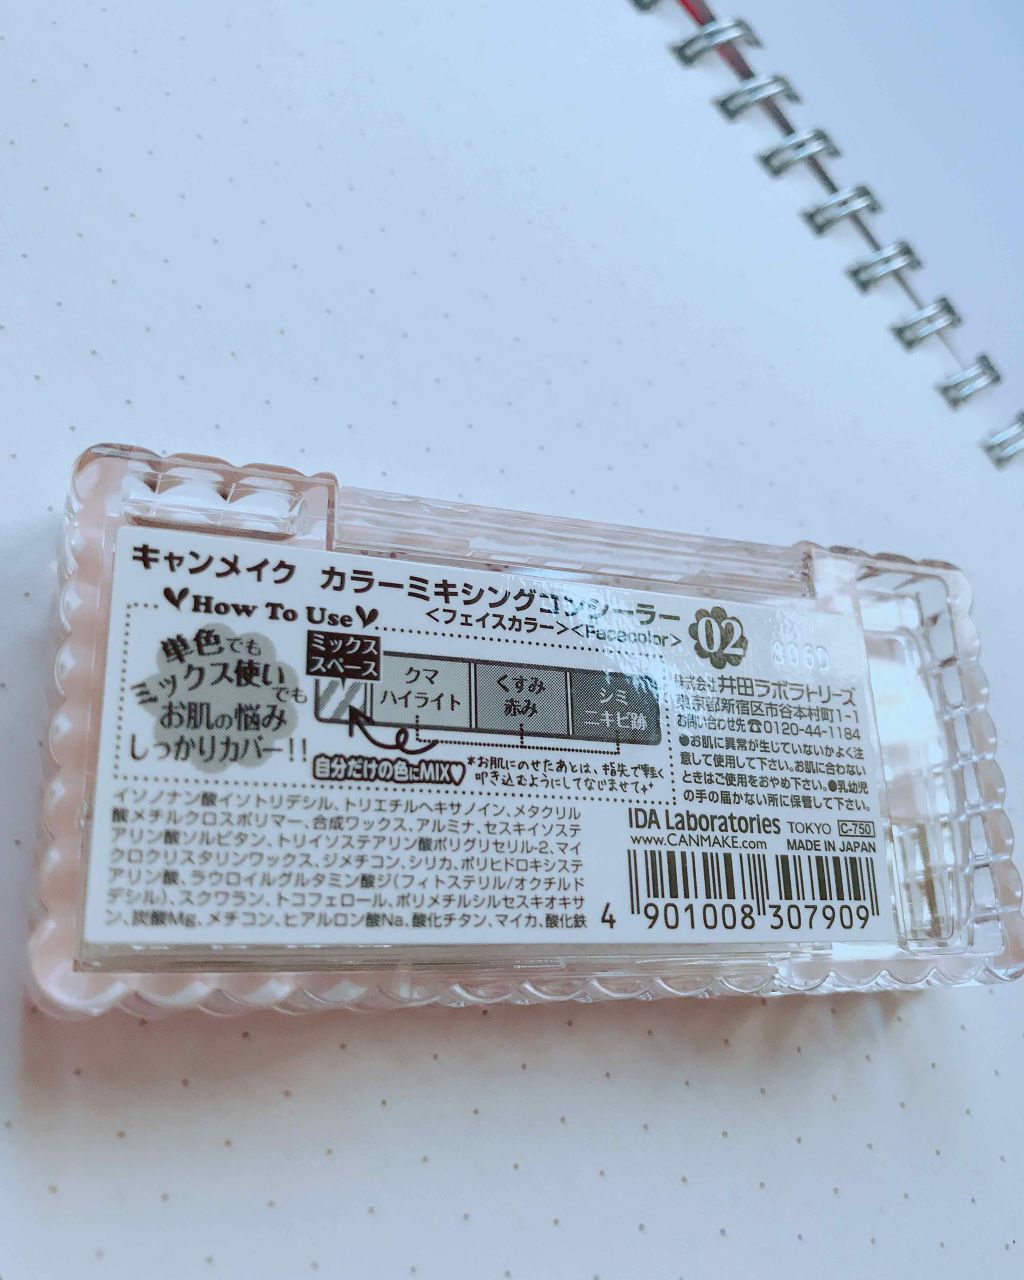 キャンメイク カラーミキシングコンシーラー
<フェイスカラー><Facecolor>
02
806D
How To Use
単色でも
ミックス使いでも
お肌の悩み
しっかりカバー!!
ミックス
スペース
クマ
ハイライト
くすみ
赤み
シミ
ニキビ跡
自分だけの色にMIX♥
*お肌にのせたあとは、指先で軽く
叩き込むようにしてなじませて
株式会社井田ラボラトリーズ
東京都新宿区市谷本村町1-1
お問い合わせ先☎0120-44-1184
●お肌に異常が生じていないかよく注
意して使用して下さい。お肌に合わない
ときはご使用をおやめ下さい。●乳幼児
の手の届かない所に保管して下さい。
IDA Laboratories TOKYO C-750
www.CANMAKE.com MADE IN JAPAN
イソノナン酸イソトリデシル、トリエチルヘキサノイン、メタクリル
酸メチルクロスポリマー、合成ワックス、アルミナ、セスキイソステ
アリン酸ソルビタン、トリイソステアリン酸ポリグリセリル-2、マイ
クロクリスタリンワックス、ジメチコン、シリカ、ポリヒドロキシステ
アリン酸、ラウロイルグルタミン酸ジ(フィトステリル/オクチルド
デシル)、スクワラン、トコフェロール、ポリメチルシルセスキオキサ
ン、炭酸Mg、メチコン、ヒアルロン酸Na、酸化チタン、マイカ、酸化鉄
4 901008 307909